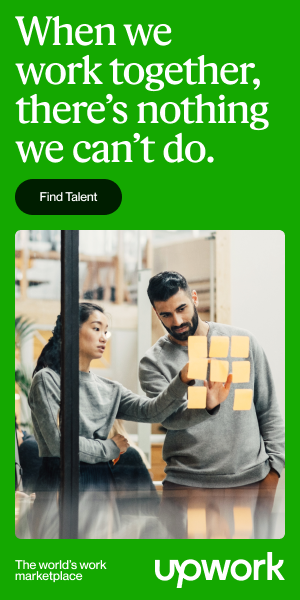 When we
work together,
there’s nothing
we can’t do.
Find Talent
The world’s work
marketplace
upwork